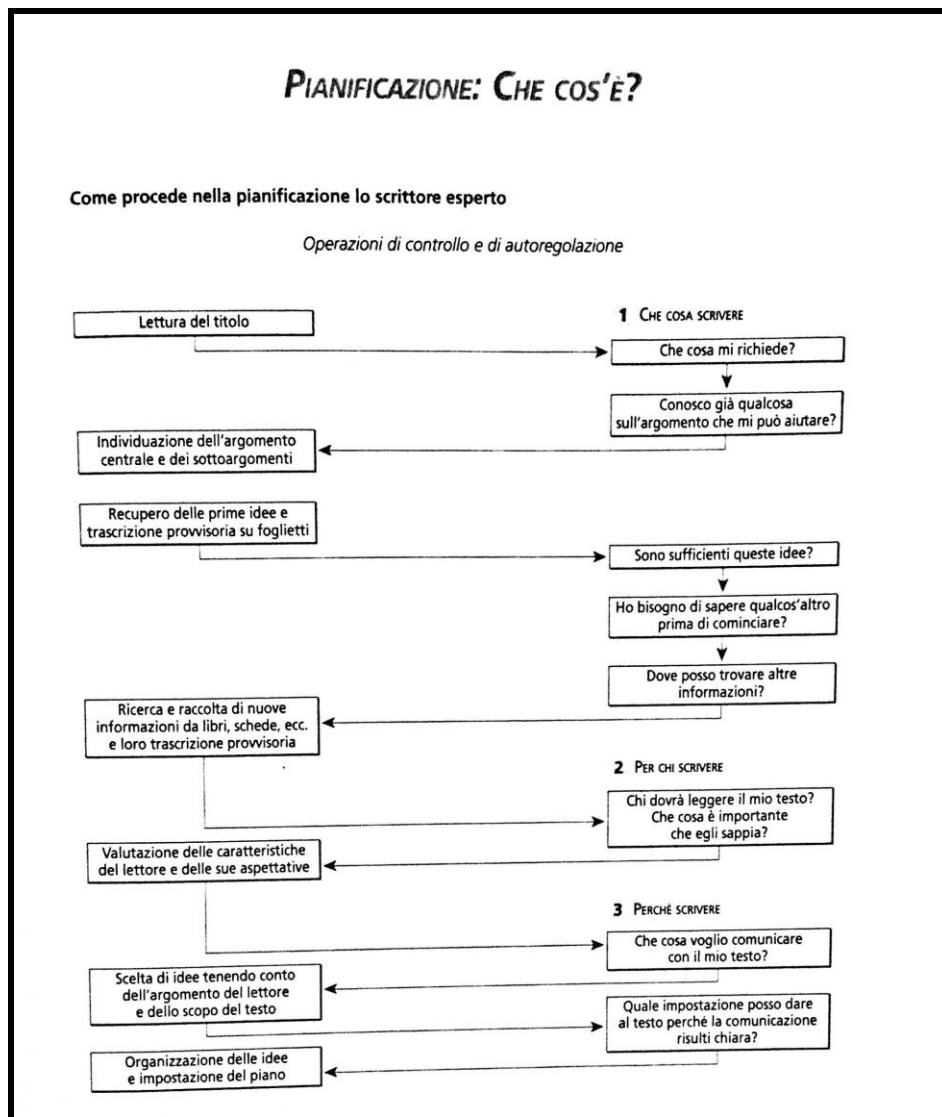 PIANIFICAZIONE: CHE COS'È?
Come procede nella pianificazione lo scrittore esperto
Operazioni di controllo e di autoregolazione
Lettura del titolo
1 CHE COSA SCRIVERE
Che cosa mi richiede?
Conosco già qualcosa
sull'argomento che mi può aiutare?
Individuazione dell'argomento
centrale e dei sottoargomenti
Recupero delle prime idee e
trascrizione provvisoria su foglietti
Sono sufficienti queste idee?
Ho bisogno di sapere qualcos'altro
prima di cominciare?
Dove posso trovare altre
informazioni?
Ricerca e raccolta di nuove
informazioni da libri, schede, ecc.
e loro trascrizione provvisoria
2 PER CHI SCRIVERE
Chi dovrà leggere il mio testo?
Che cosa è importante
che egli sappia?
Valutazione delle caratteristiche
del lettore e delle sue aspettative
3 PERCHÉ SCRIVERE
Che cosa voglio comunicare
con il mio testo?
Scelta di idee tenendo conto
dell'argomento del lettore
e dello scopo del testo
Quale impostazione posso dare
al testo perché la comunicazione
risulti chiara?
Organizzazione delle idee
e impostazione del piano